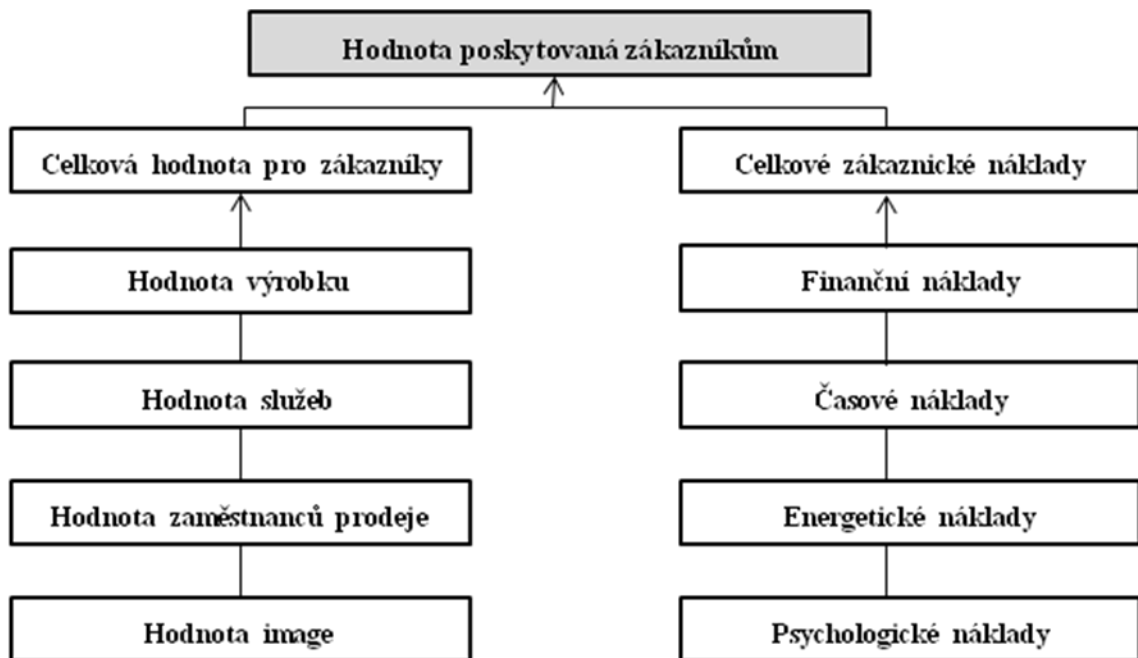 Hodnota poskytovaná zákazníkům
Celková hodnota pro zákazníky
Celkové zákaznické náklady
Hodnota výrobku
Finanční náklady
Hodnota služeb
Časové náklady
Hodnota zaměstnanců prodeje
Energetické náklady
Hodnota image
Psychologické náklady